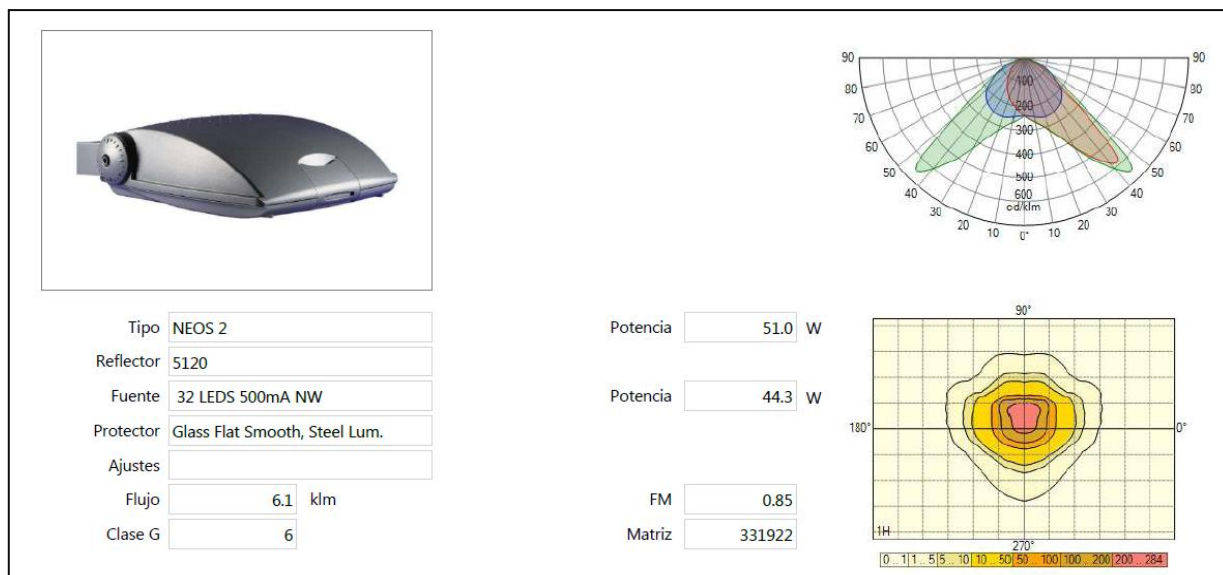 90 90
80 80
70 70
60 60
50 50
40 40
30 30
20 10 0° 10 20
100
200
300
400
500
600
cd/klm
Tipo NEOS 2
Reflector 5120
Fuente 32 LEDS 500mA NW
Protector Glass Flat Smooth, Steel Lum.
Ajustes
Flujo 6.1 klm
Clase G 6
Potencia 51.0 W
Potencia 44.3 W
FM 0.85
Matriz 331922
90°
180° 0°
1H
270°
0 .. 1 1 .. 5 5 .. 10 10 .. 50 50 .. 100 100 .. 200 200 .. 284